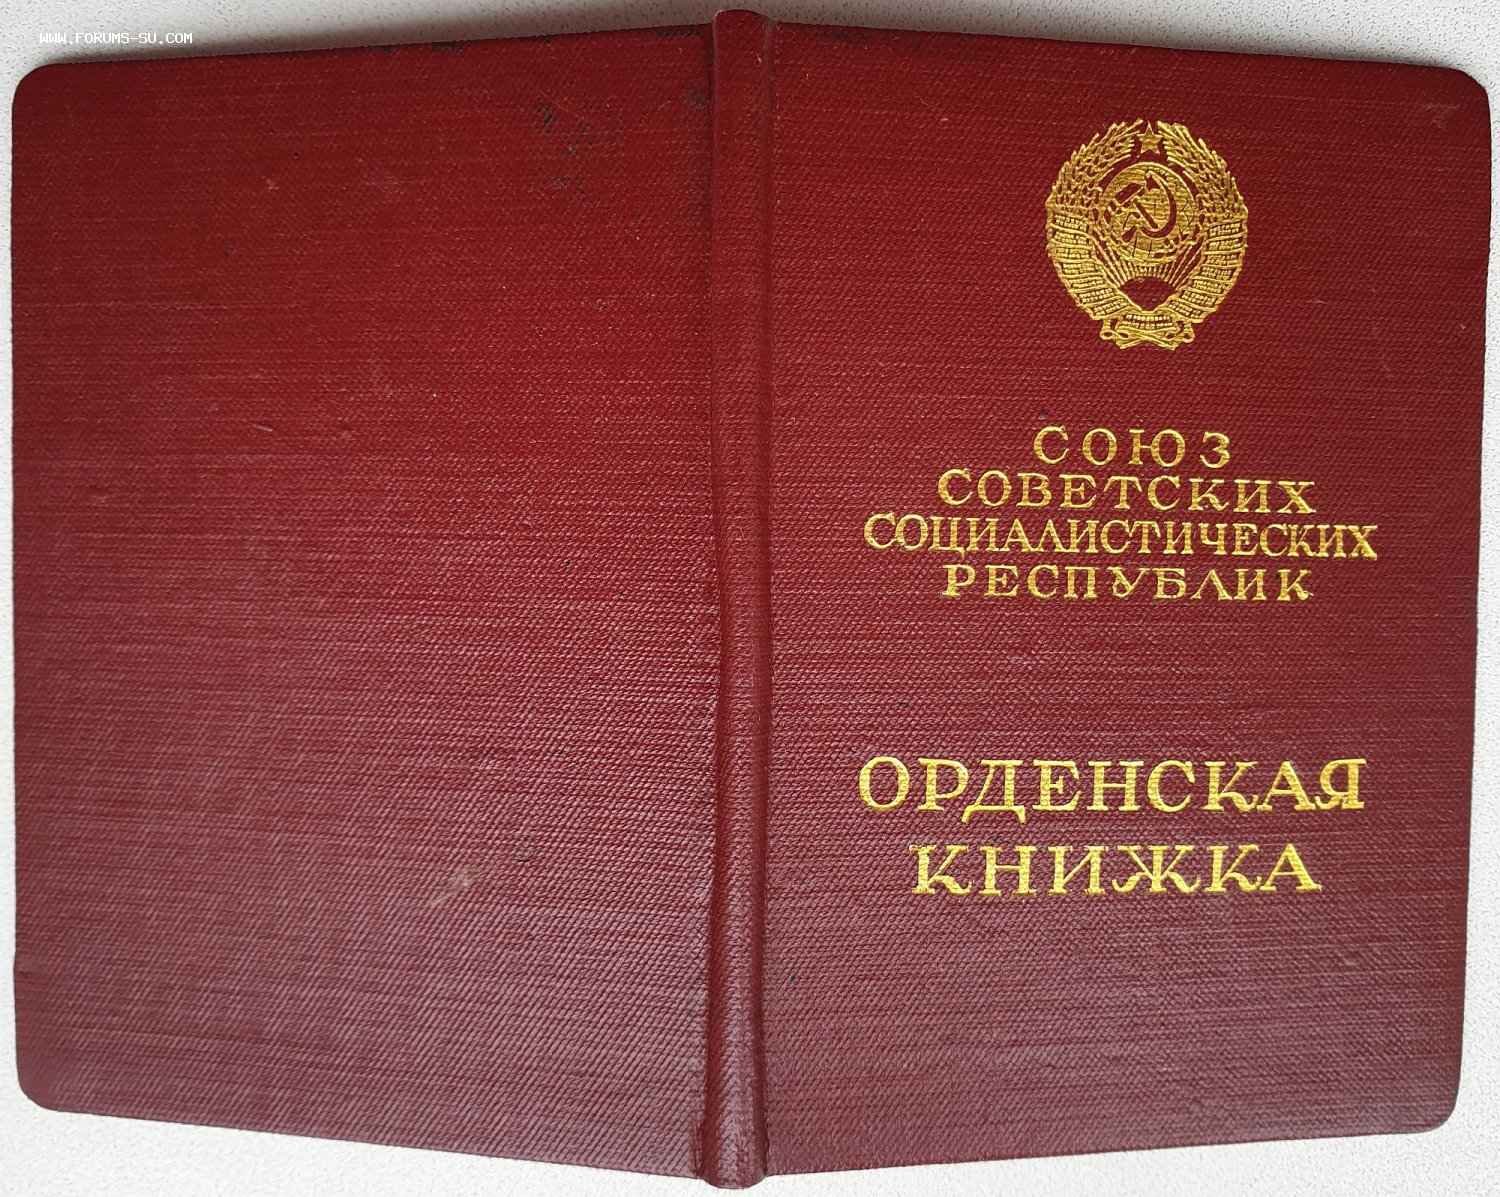 WWW.FORUMS-SU.COM
СОЮЗ
СОВЕТСКИХ
СОЦИАЛИСТИЧЕСКИХ
РЕСПУБЛИК
ОРДЕНСКАЯ
КНИЖКА